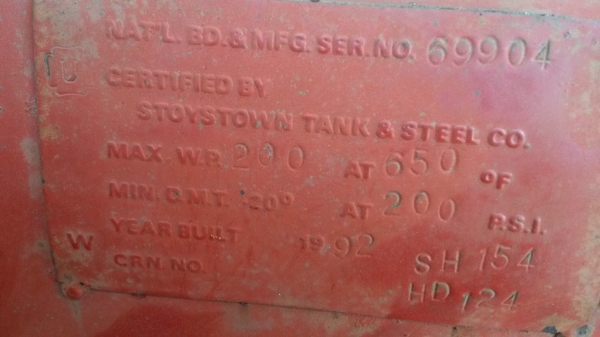 NAT'L. BD. & MFG. SER. NO. 69904
CERTIFIED BY
STOYSTOWN TANK & STEEL CO.
MAX. W.P. 200 AT 650 °F
MIN. D.M.T. -20° AT 200 P.S.I.
YEAR BUILT 1992 SH 154
W CRN NO. HD 124